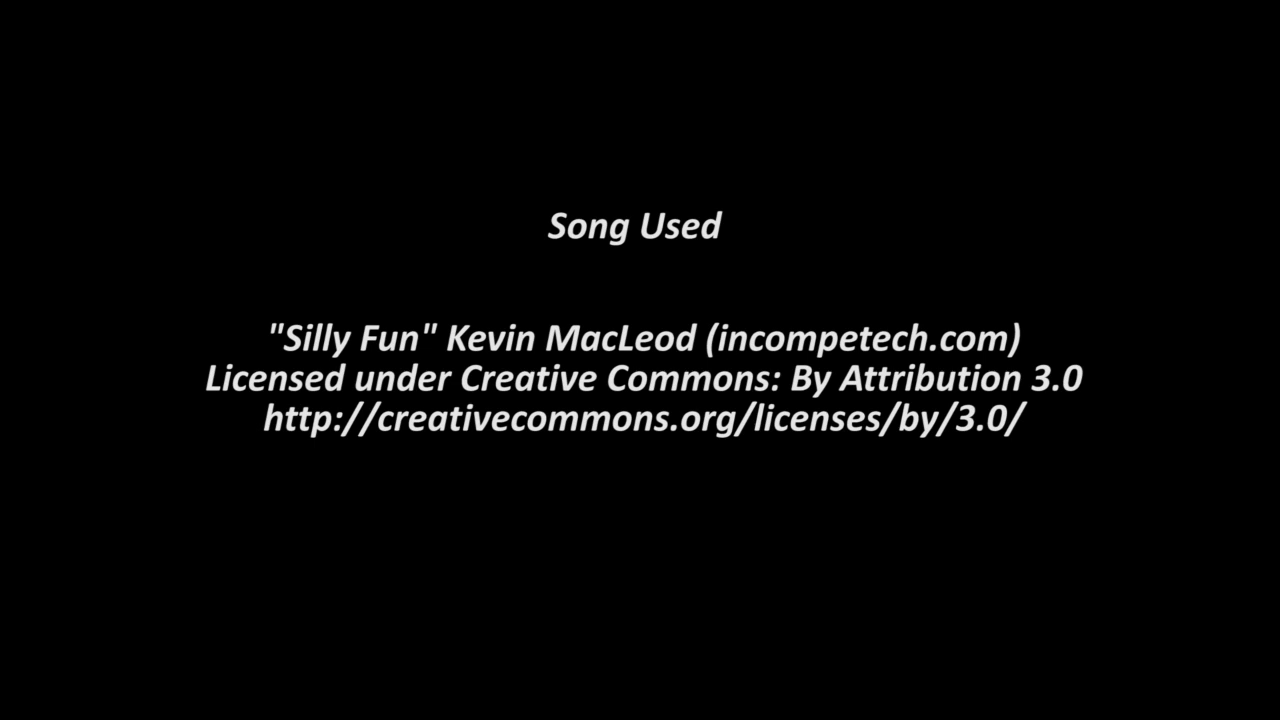 Song Used
"Silly Fun" Kevin MacLeod (incompetech.com)
Licensed under Creative Commons: By Attribution 3.0
http://creativecommons.org/licenses/by/3.0/